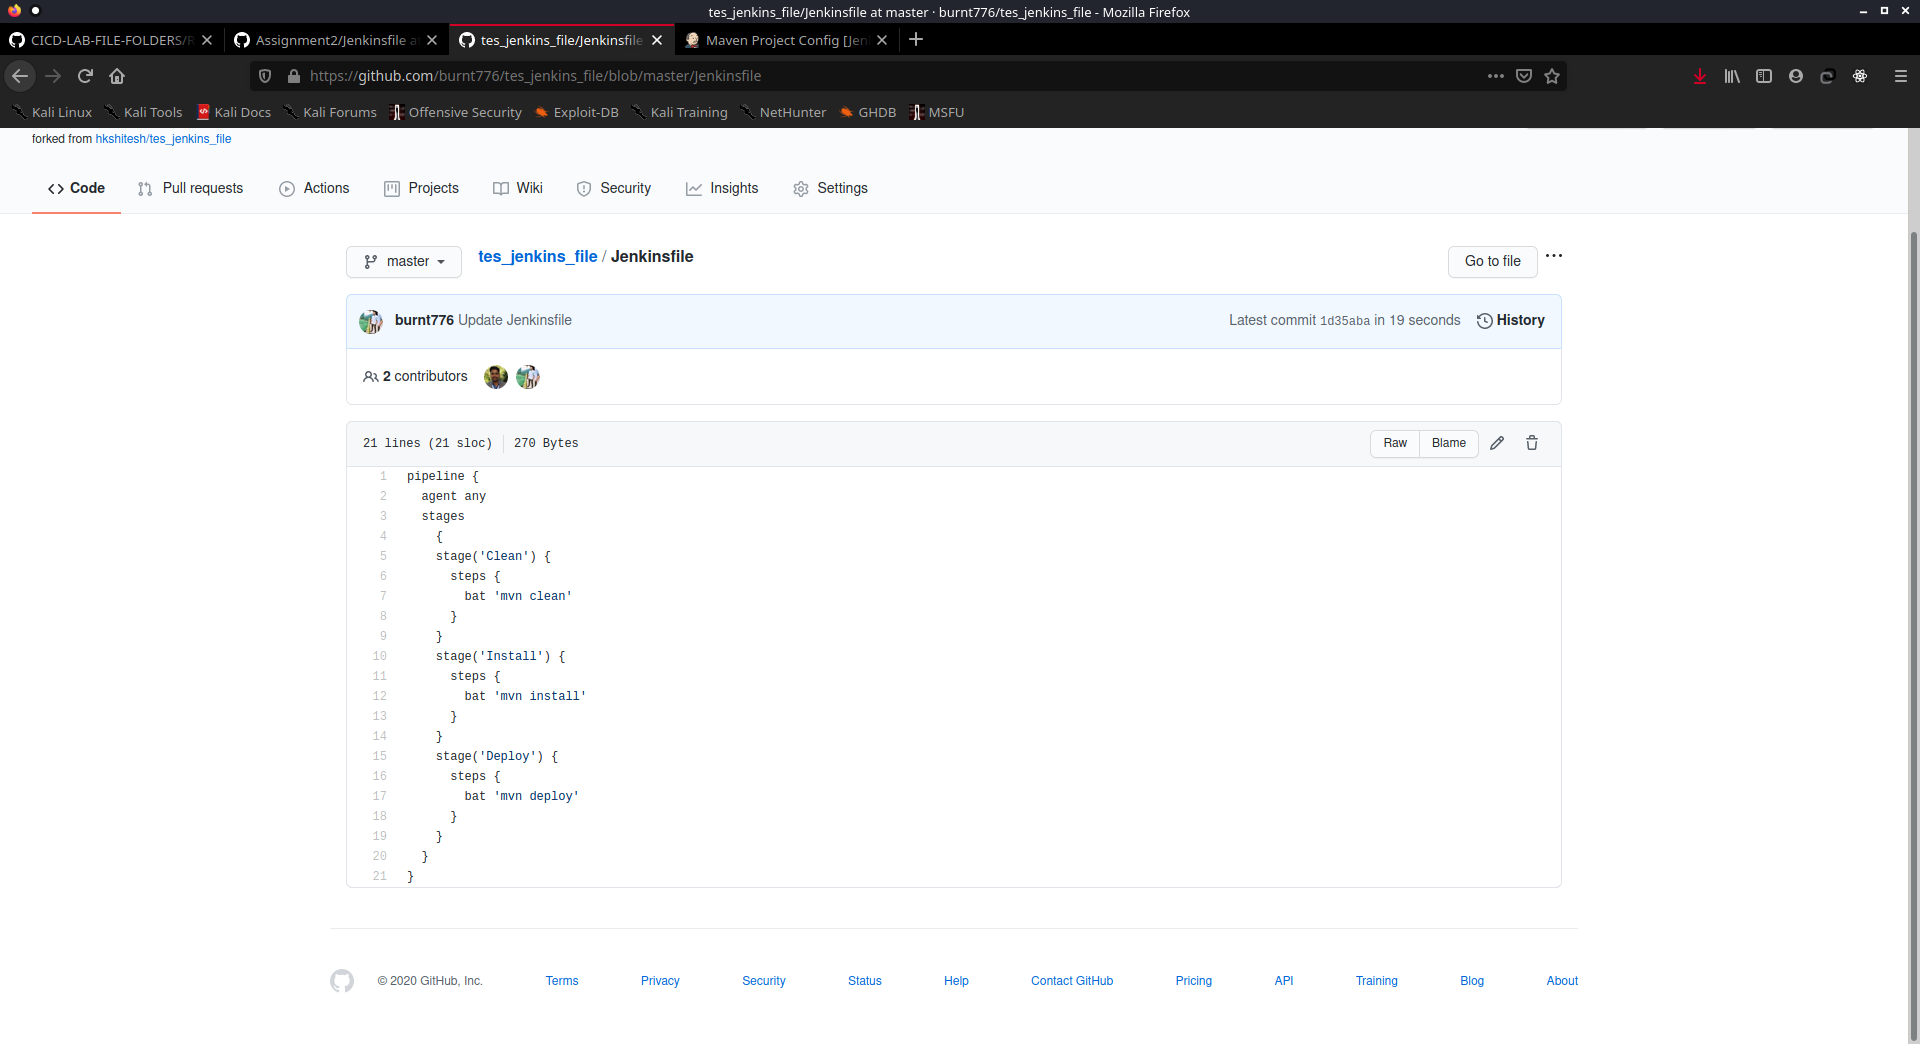 tes_jenkins_file/Jenkinsfile at master · burnt776/tes_jenkins_file - Mozilla Firefox
CICD-LAB-FILE-FOLDERS/R
Assignment2/Jenkinsfile a
tes_jenkins_file/Jenkinsfile
Maven Project Config [Jen
https://github.com/burnt776/tes_jenkins_file/blob/master/Jenkinsfile
Kali Linux Kali Tools Kali Docs Kali Forums Offensive Security Exploit-DB Kali Training NetHunter GHDB MSFU
forked from hkshitesh/tes_jenkins_file
Code Pull requests Actions Projects Wiki Security Insights Settings
master tes_jenkins_file / Jenkinsfile Go to file
burnt776 Update Jenkinsfile Latest commit 1d35aba in 19 seconds History
2 contributors
21 lines (21 sloc) 270 Bytes Raw Blame
1 pipeline {
2 agent any
3 stages
4 {
5 stage('Clean') {
6 steps {
7 bat 'mvn clean'
8 }
9 }
10 stage('Install') {
11 steps {
12 bat 'mvn install'
13 }
14 }
15 stage('Deploy') {
16 steps {
17 bat 'mvn deploy'
18 }
19 }
20 }
21 }
© 2020 GitHub, Inc. Terms Privacy Security Status Help Contact GitHub Pricing API Training Blog About